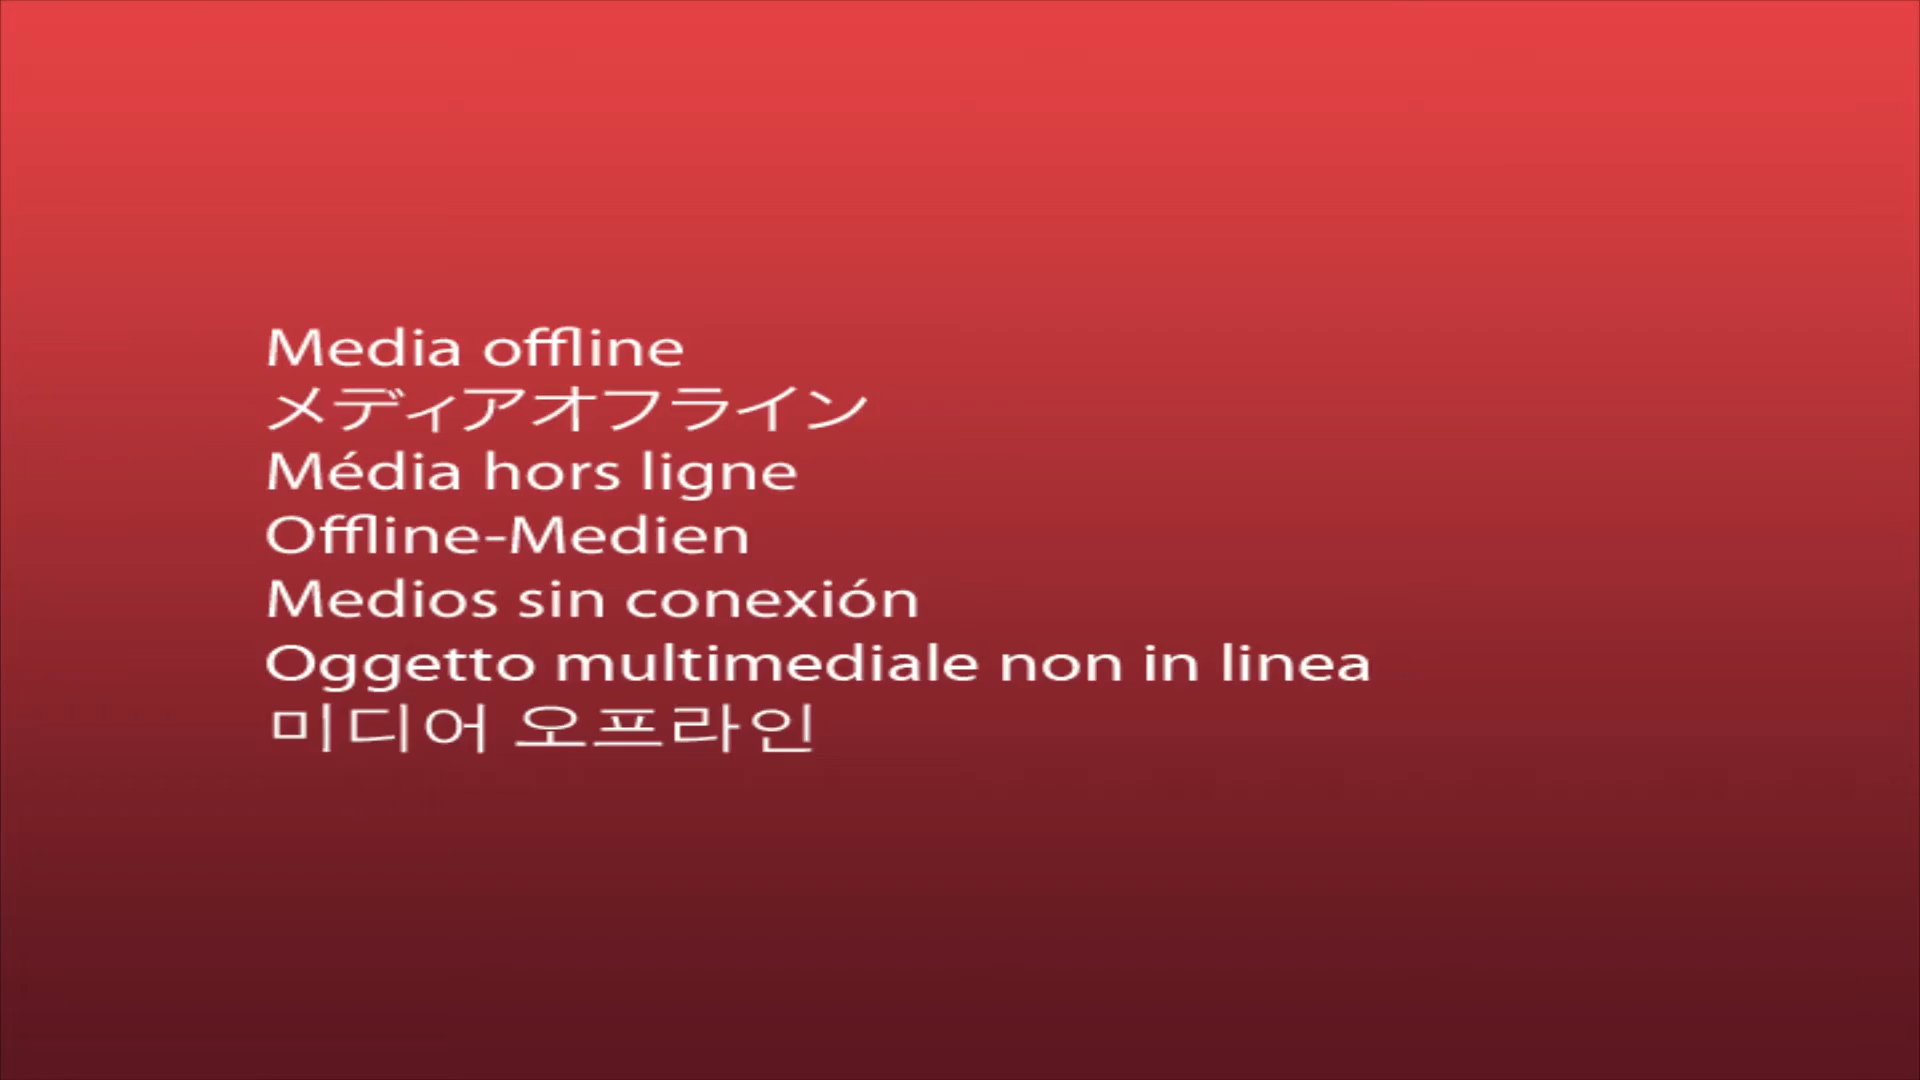 Media offline
メディアオフライン
Média hors ligne
Offline-Medien
Medios sin conexión
Oggetto multimediale non in linea
미디어 오프라인